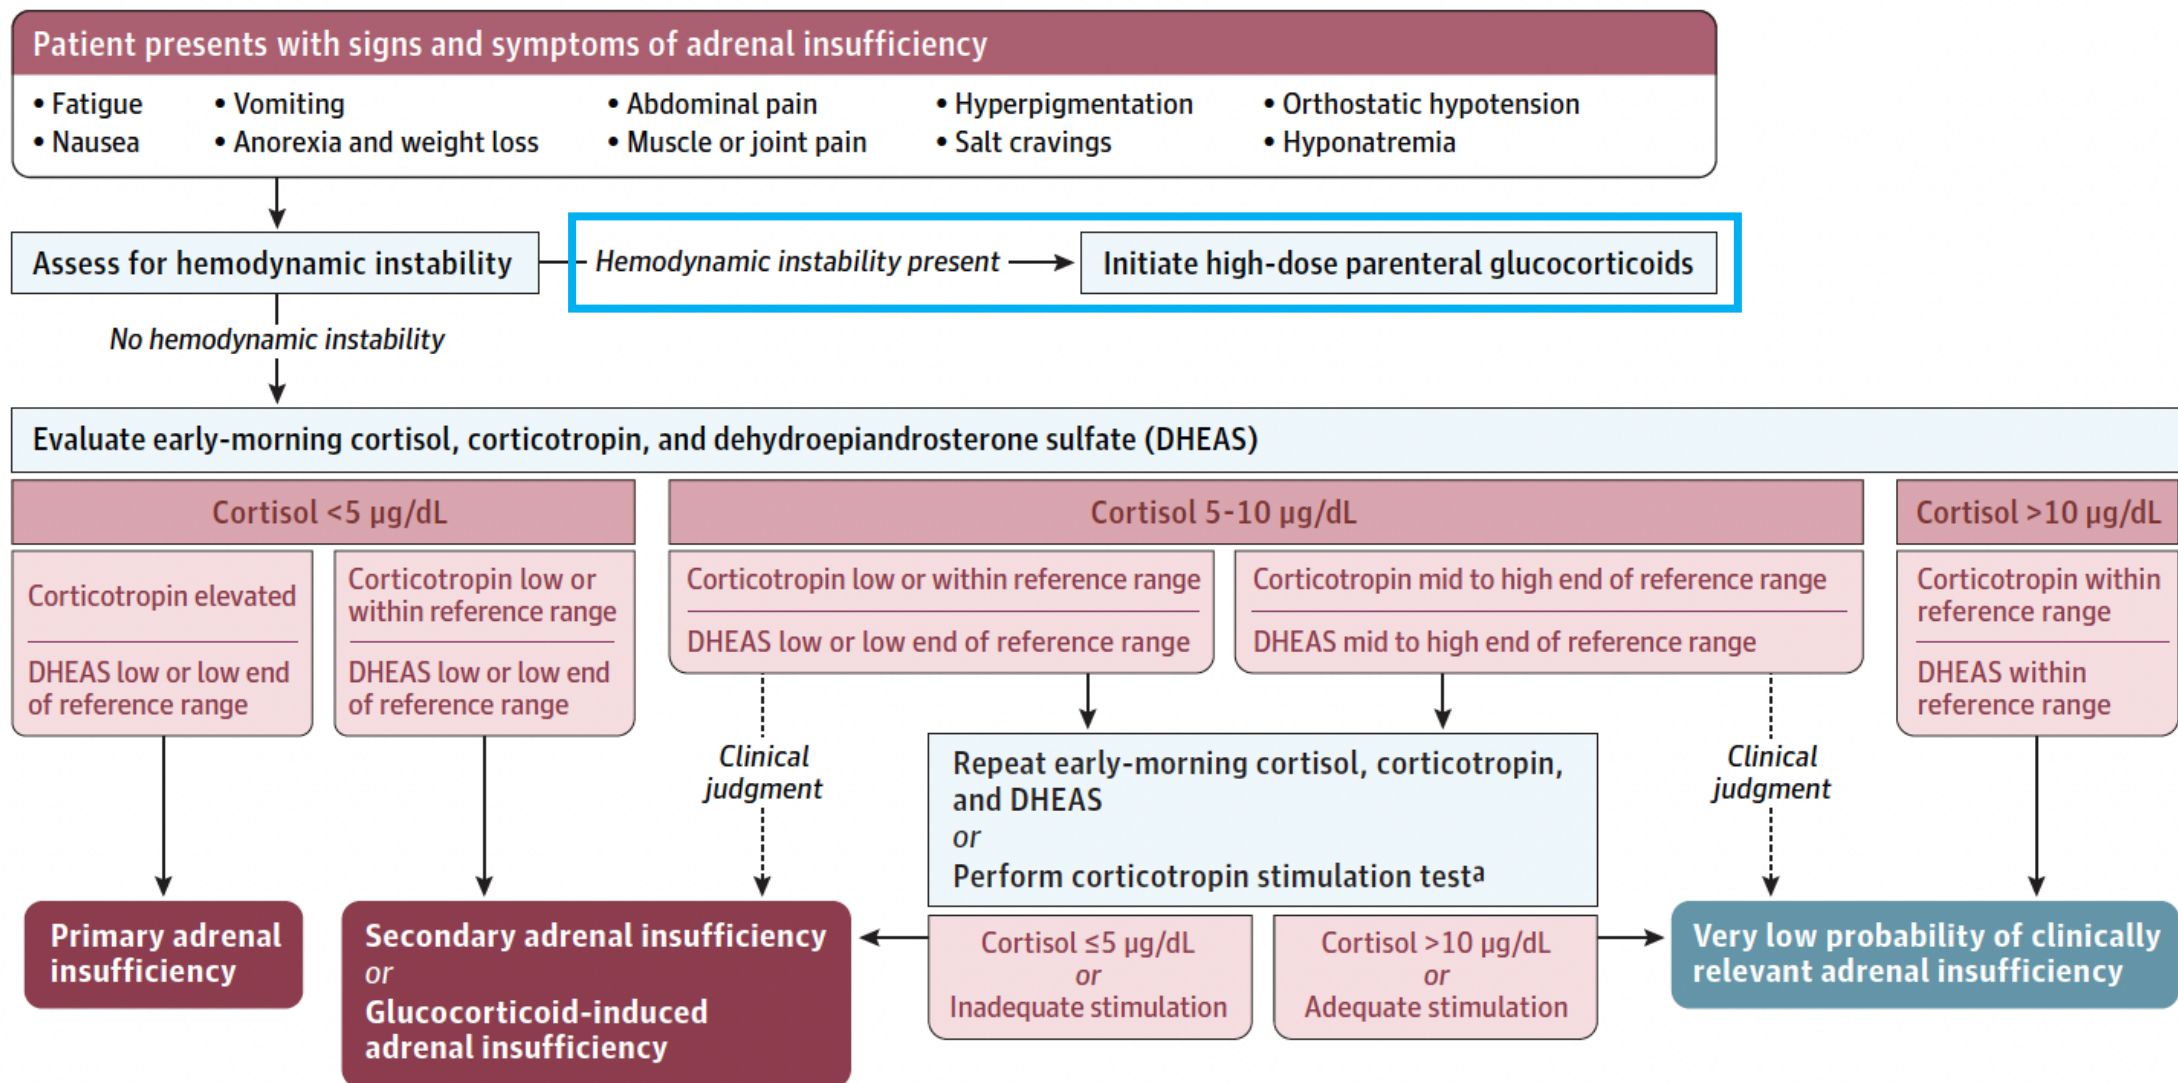 Patient presents with signs and symptoms of adrenal insufficiency
• Fatigue
• Nausea
• Vomiting
• Anorexia and weight loss
• Abdominal pain
• Muscle or joint pain
• Hyperpigmentation
• Salt cravings
• Orthostatic hypotension
• Hyponatremia
Assess for hemodynamic instability
Hemodynamic instability present
Initiate high-dose parenteral glucocorticoids
No hemodynamic instability
Evaluate early-morning cortisol, corticotropin, and dehydroepiandrosterone sulfate (DHEAS)
Cortisol <5 µg/dL
Corticotropin elevated
DHEAS low or low end
of reference range
Corticotropin low or
within reference range
DHEAS low or low end
of reference range
Cortisol 5-10 µg/dL
Corticotropin low or within reference range
DHEAS low or low end of reference range
Corticotropin mid to high end of reference range
DHEAS mid to high end of reference range
Cortisol >10 µg/dL
Corticotropin within
reference range
DHEAS within
reference range
Clinical
judgment
Repeat early-morning cortisol, corticotropin,
and DHEAS
or
Perform corticotropin stimulation testa
Clinical
judgment
Primary adrenal
insufficiency
Secondary adrenal insufficiency
or
Glucocorticoid-induced
adrenal insufficiency
Cortisol ≤5 µg/dL
or
Inadequate stimulation
Cortisol >10 µg/dL
or
Adequate stimulation
Very low probability of clinically
relevant adrenal insufficiency